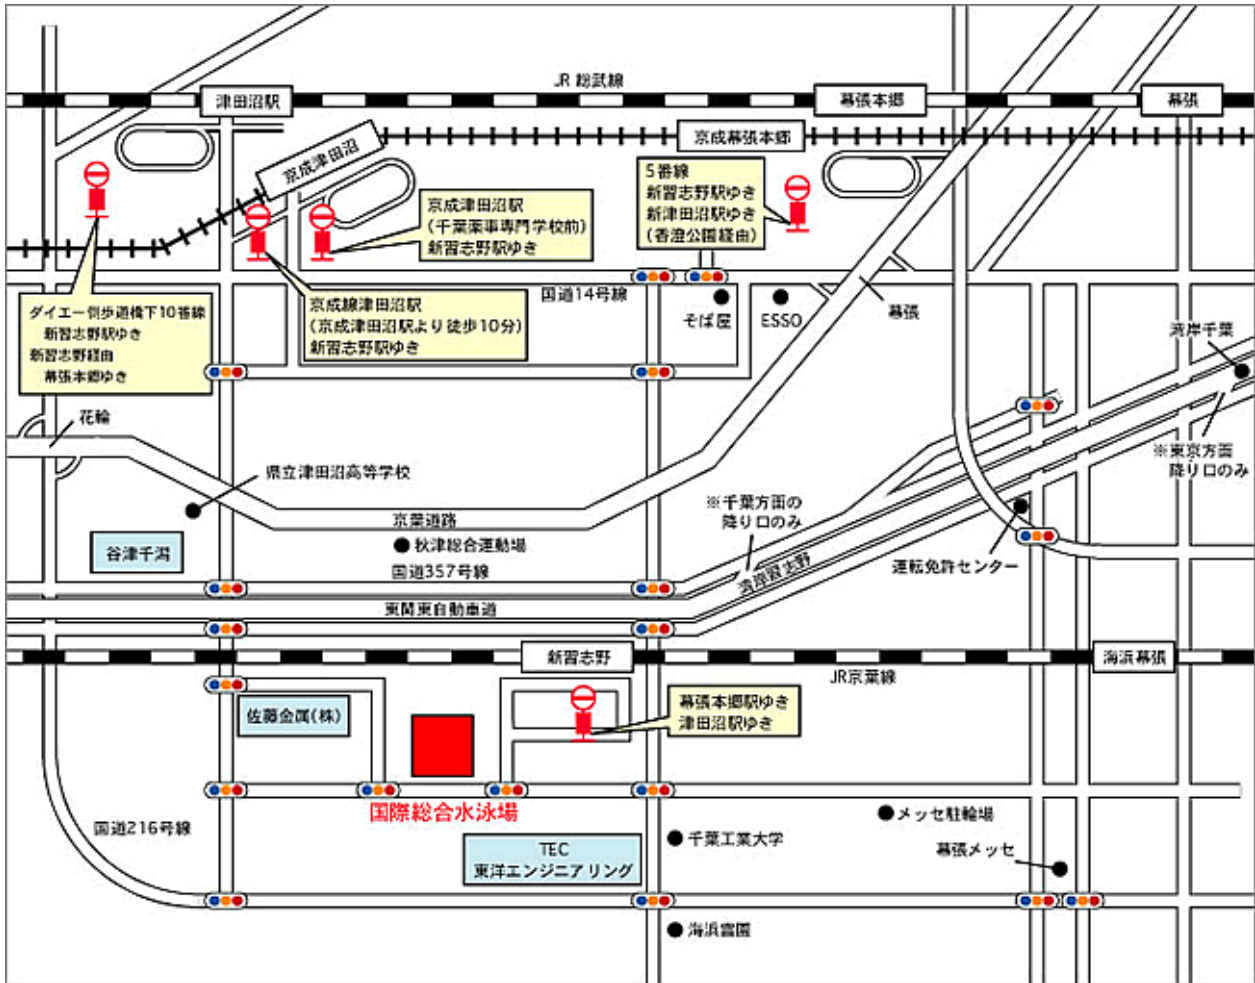 JR 総武線
津田沼駅
幕張本郷
幕張
京成幕張本郷
京成津田沼
5番線
新習志野駅ゆき
新津田沼駅ゆき
(香澄公園経由)
京成津田沼駅
(千葉薬事専門学校前)
新習志野駅ゆき
国道14号線
京成線津田沼駅
(京成津田沼駅より徒歩10分)
新習志野駅ゆき
ダイエー側歩道橋下10番線
新習志野駅ゆき
新習志野経由
幕張本郷ゆき
そば屋
ESSO
幕張
湾岸千葉
花輪
※東京方面
降り口のみ
県立津田沼高等学校
※千葉方面の
降り口のみ
京葉道路
谷津干潟
秋津総合運動場
国道357号線
湾岸習志野
運転免許センター
東関東自動車道
新習志野
海浜幕張
JR京葉線
佐藤金属(株)
幕張本郷駅ゆき
津田沼駅ゆき
国際総合水泳場
国道216号線
メッセ駐輪場
千葉工業大学
幕張メッセ
TEC
東洋エンジニアリング
海浜霊園